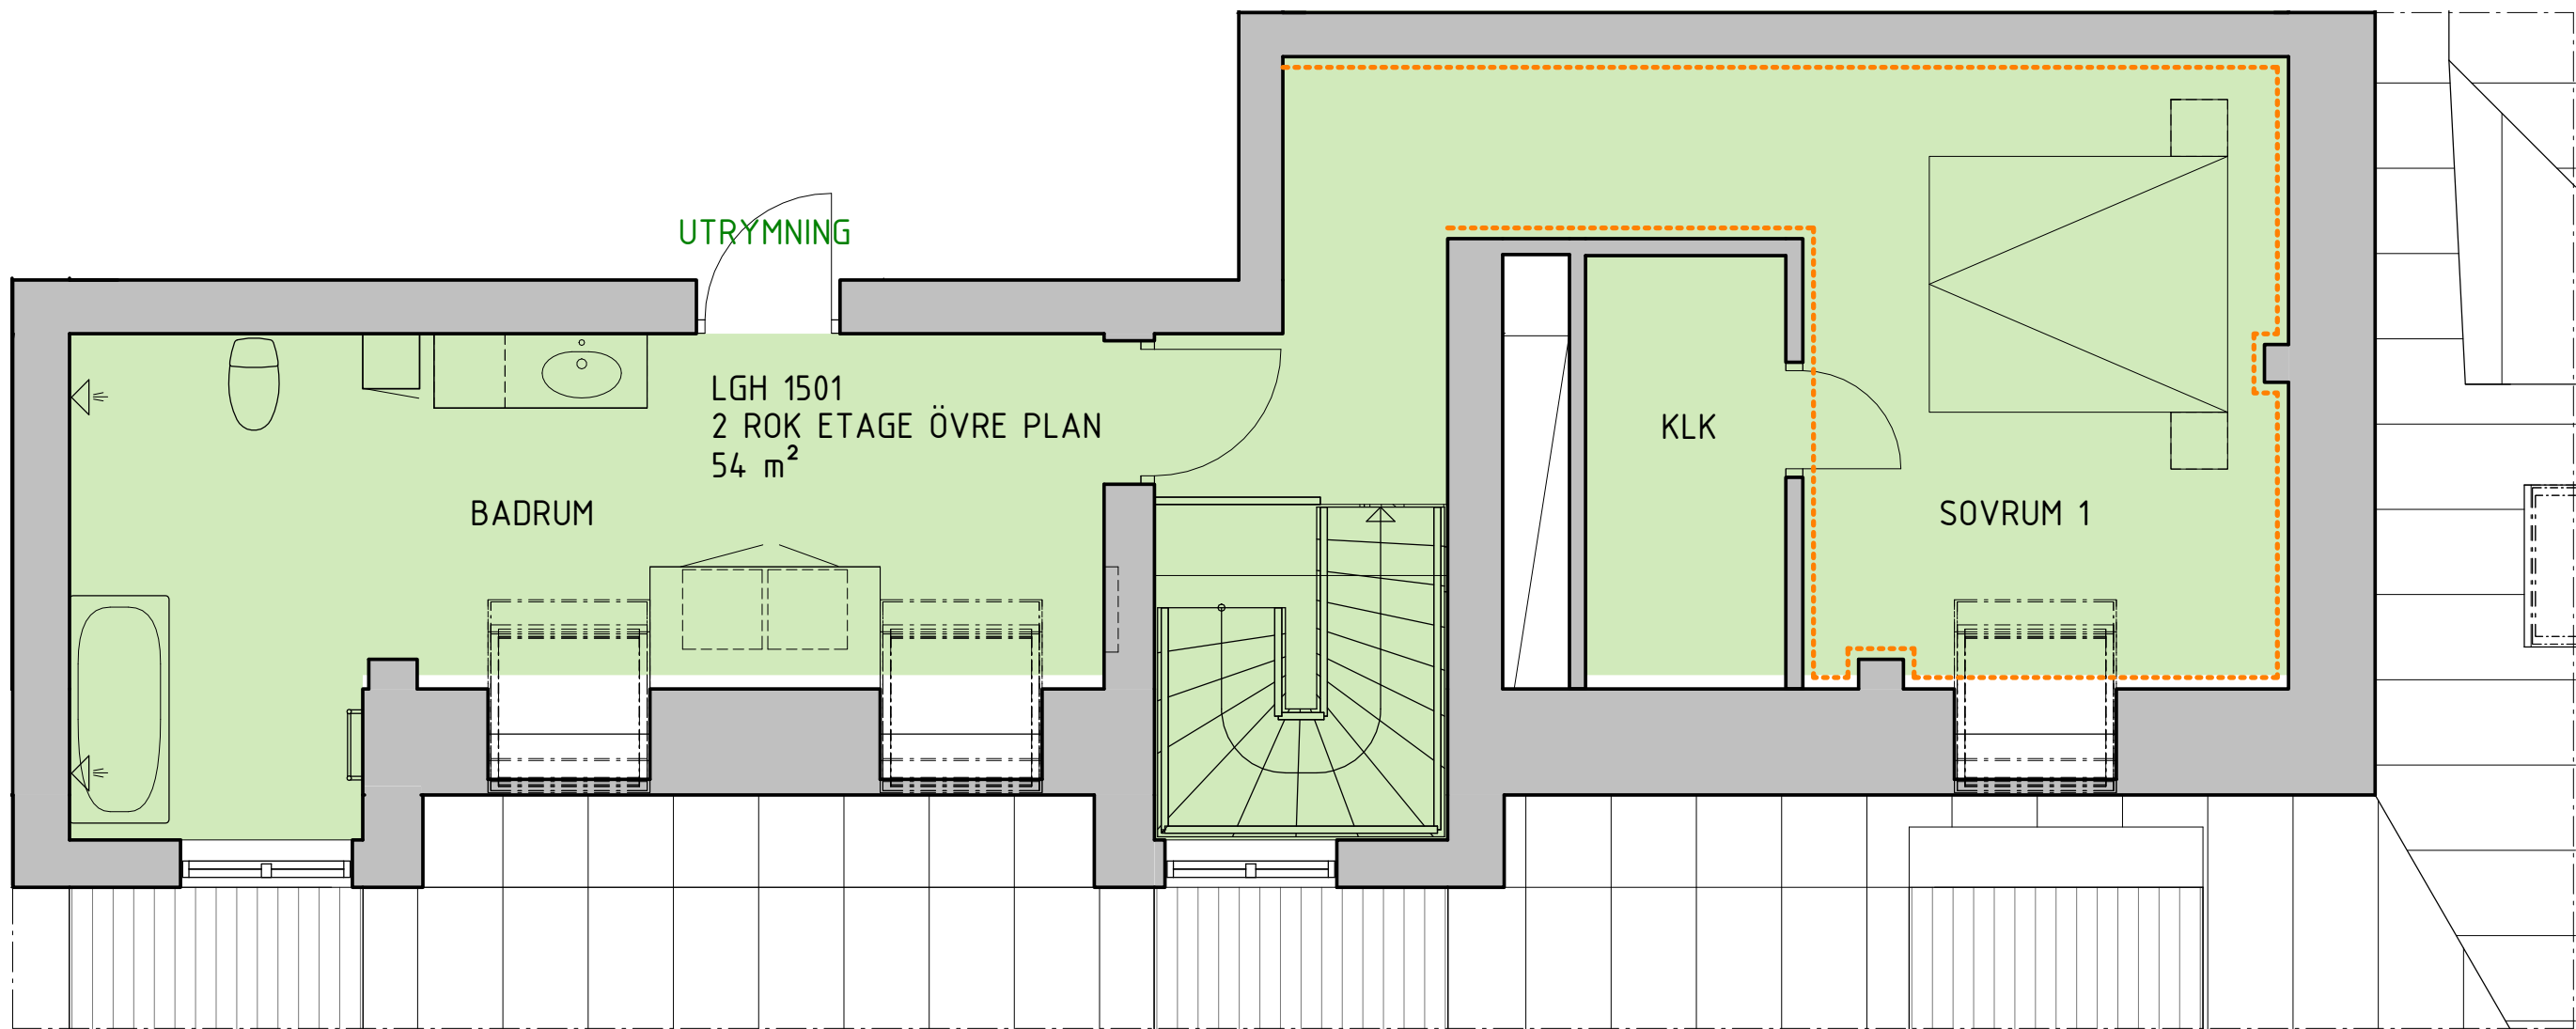 UTRYMNING
LGH 1501
2 ROK ETAGE ÖVRE PLAN
54 m²
BADRUM
KLK
SOVRUM 1